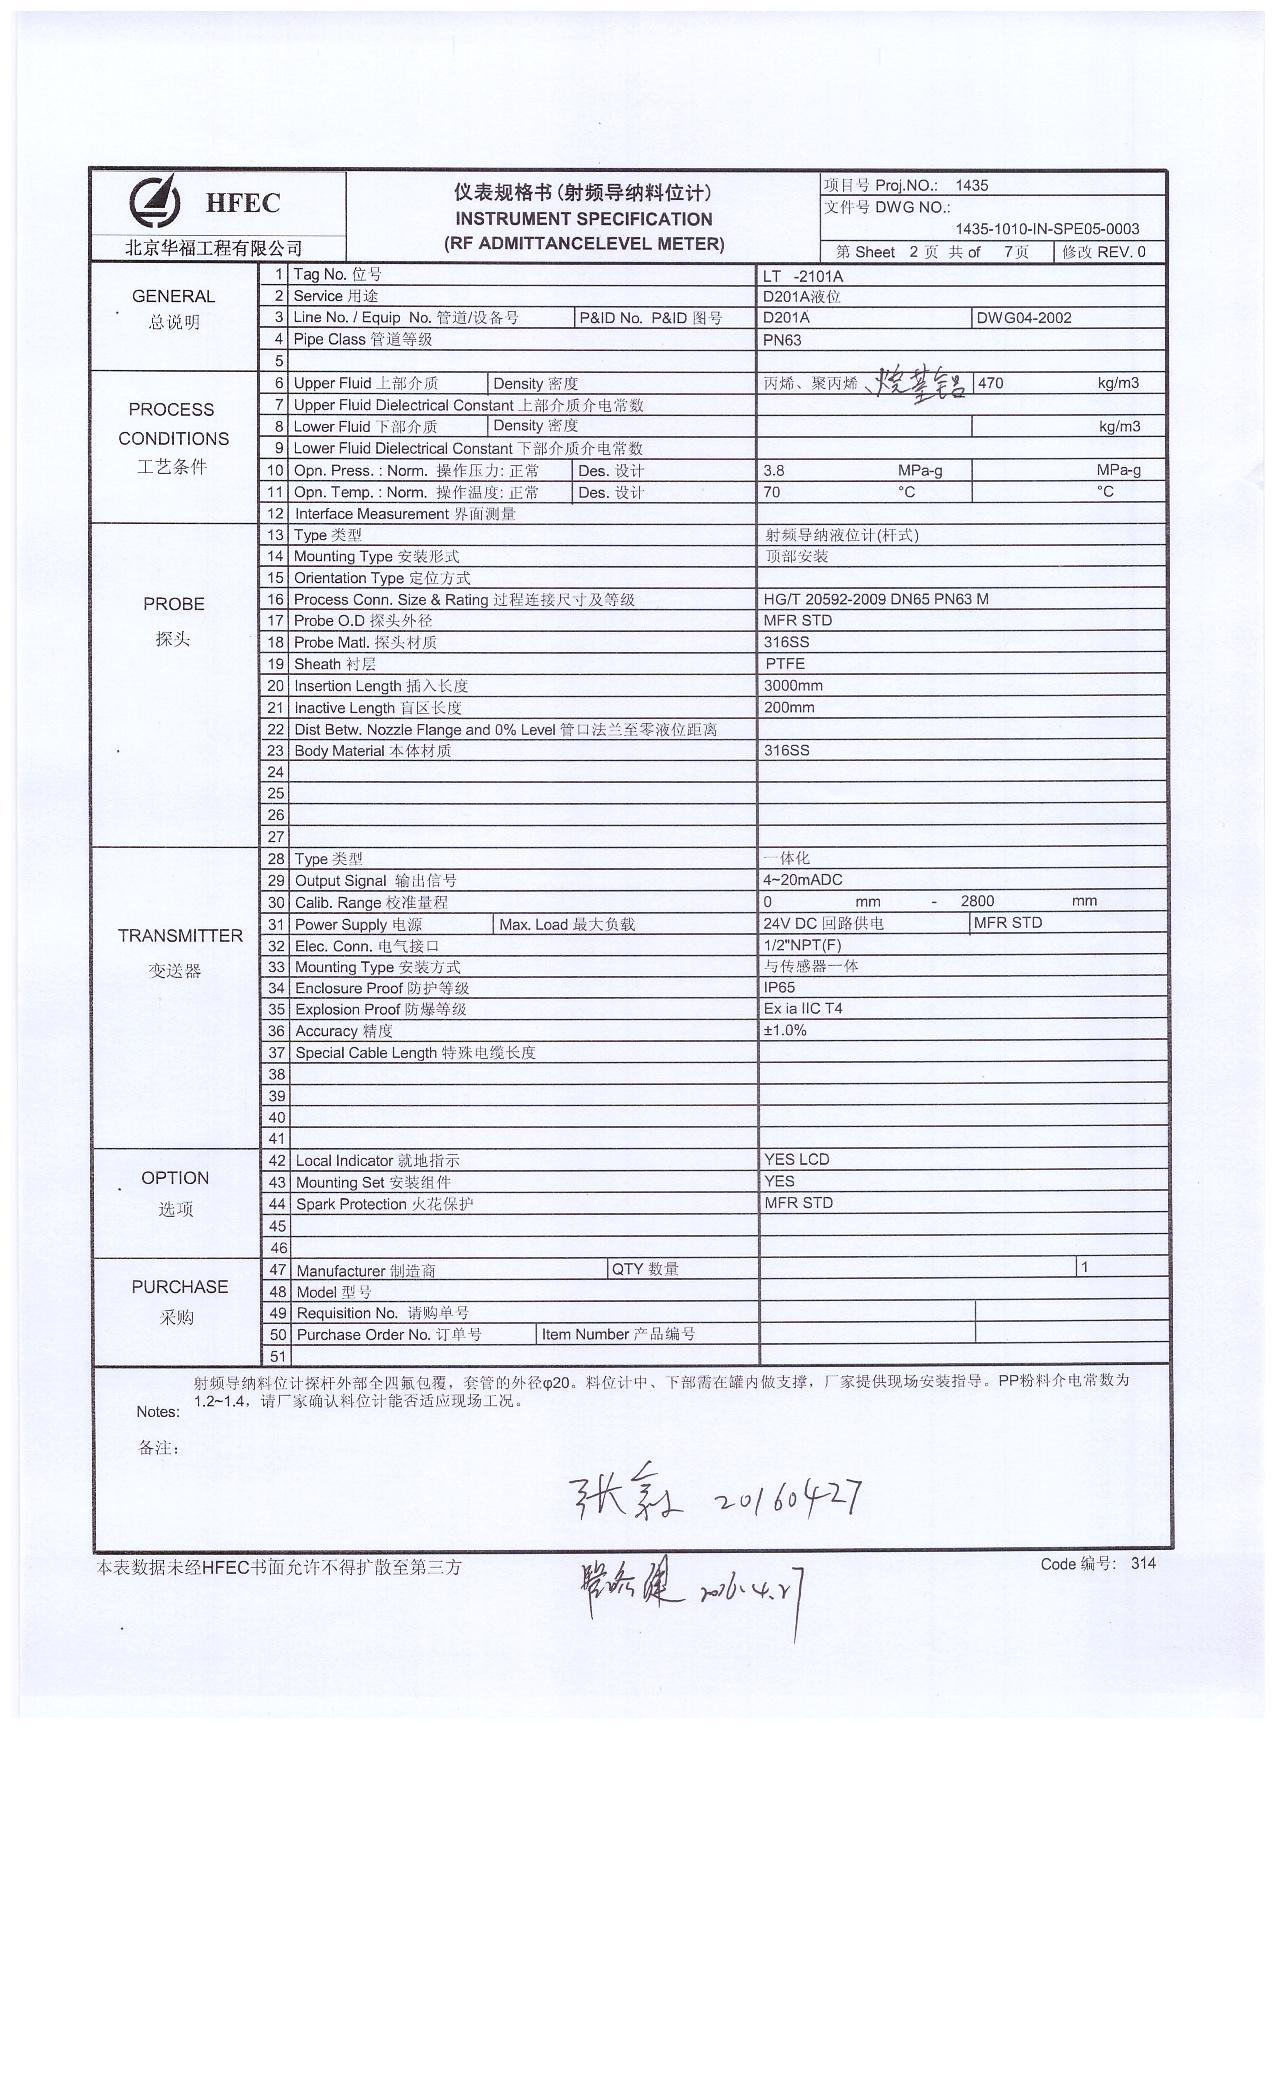 HFEC
北京华福工程有限公司
仪表规格书(射频导纳料位计)
INSTRUMENT SPECIFICATION
(RF ADMITTANCELEVEL METER)
项目号 Proj.NO.: 1435
文件号 DWG NO.:
1435-1010-IN-SPE05-0003
第 Sheet 2 页 共 of 7页 修改 REV. 0
GENERAL
总说明
1 Tag No. 位号 LT -2101A
2 Service 用途 D201A液位
3 Line No. / Equip No. 管道/设备号 P&ID No. P&ID 图号 D201A DWG04-2002
4 Pipe Class 管道等级 PN63
5
PROCESS
CONDITIONS
工艺条件
6 Upper Fluid 上部介质 Density 密度 丙烯、聚丙烯、烷基铝 470 kg/m3
7 Upper Fluid Dielectrical Constant 上部介质介电常数
8 Lower Fluid 下部介质 Density 密度 kg/m3
9 Lower Fluid Dielectrical Constant 下部介质介电常数
10 Opn. Press. : Norm. 操作压力: 正常 Des. 设计 3.8 MPa-g MPa-g
11 Opn. Temp. : Norm. 操作温度: 正常 Des. 设计 70 °C °C
12 Interface Measurement 界面测量
PROBE
探头
13 Type 类型 射频导纳液位计(杆式)
14 Mounting Type 安装形式 顶部安装
15 Orientation Type 定位方式
16 Process Conn. Size & Rating 过程连接尺寸及等级 HG/T 20592-2009 DN65 PN63 M
17 Probe O.D 探头外径 MFR STD
18 Probe Matl. 探头材质 316SS
19 Sheath 衬层 PTFE
20 Insertion Length 插入长度 3000mm
21 Inactive Length 盲区长度 200mm
22 Dist Betw. Nozzle Flange and 0% Level 管口法兰至零液位距离
23 Body Material 本体材质 316SS
24
25
26
27
TRANSMITTER
变送器
28 Type 类型 一体化
29 Output Signal 输出信号 4~20mADC
30 Calib. Range 校准量程 0 mm - 2800 mm
31 Power Supply 电源 Max. Load 最大负载 24V DC 回路供电 MFR STD
32 Elec. Conn. 电气接口 1/2"NPT(F)
33 Mounting Type 安装方式 与传感器一体
34 Enclosure Proof 防护等级 IP65
35 Explosion Proof 防爆等级 Ex ia IIC T4
36 Accuracy 精度 ±1.0%
37 Special Cable Length 特殊电缆长度
38
39
40
41
OPTION
选项
42 Local Indicator 就地指示 YES LCD
43 Mounting Set 安装组件 YES
44 Spark Protection 火花保护 MFR STD
45
46
PURCHASE
采购
47 Manufacturer 制造商 QTY 数量 1
48 Model 型号
49 Requisition No. 请购单号
50 Purchase Order No. 订单号 Item Number 产品编号
51
射频导纳料位计探杆外部全四氟包覆，套管的外径φ20。料位计中、下部需在罐内做支撑，厂家提供现场安装指导。PP粉料介电常数为
1.2~1.4，请厂家确认料位计能否适应现场工况。
Notes:
备注:
张 20160427
本表数据未经HFEC书面允许不得扩散至第三方
Code 编号: 314
2016.4.27